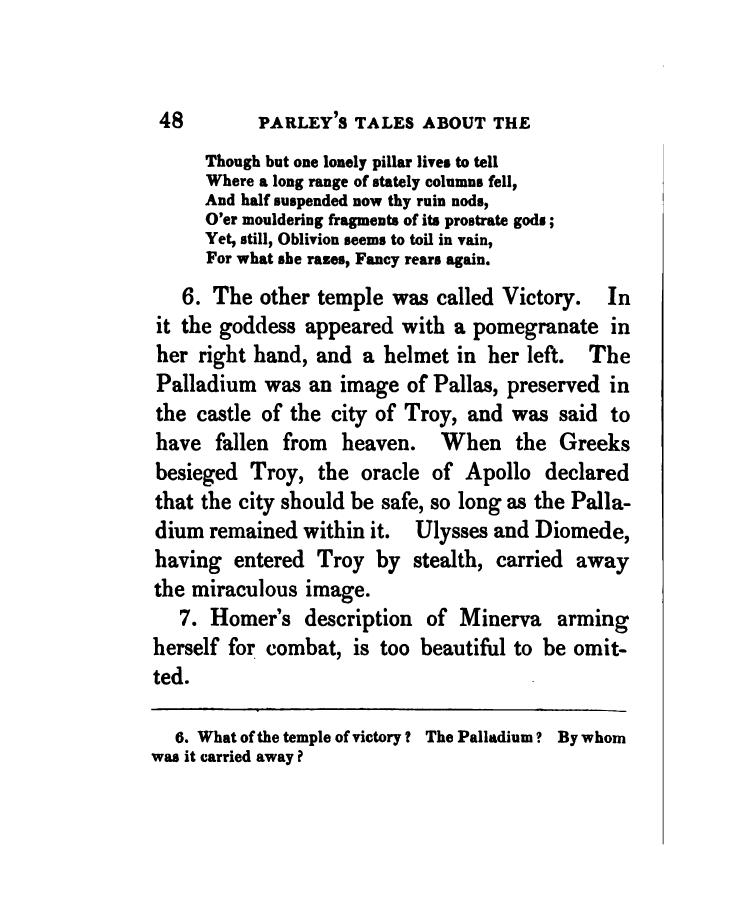 48 PARLEY'S TALES ABOUT THE
Though but one lonely pillar lives to tell
Where a long range of stately columns fell,
And half suspended now thy ruin nods,
O'er mouldering fragments of its prostrate gods;
Yet, still, Oblivion seems to toil in vain,
For what she razes, Fancy rears again.
6. The other temple was called Victory. In
it the goddess appeared with a pomegranate in
her right hand, and a helmet in her left. The
Palladium was an image of Pallas, preserved in
the castle of the city of Troy, and was said to
have fallen from heaven. When the Greeks
besieged Troy, the oracle of Apollo declared
that the city should be safe, so long as the Palla-
dium remained within it. Ulysses and Diomede,
having entered Troy by stealth, carried away
the miraculous image.
7. Homer's description of Minerva arming
herself for combat, is too beautiful to be omit-
ted.
6. What of the temple of victory? The Palladium? By whom
was it carried away?